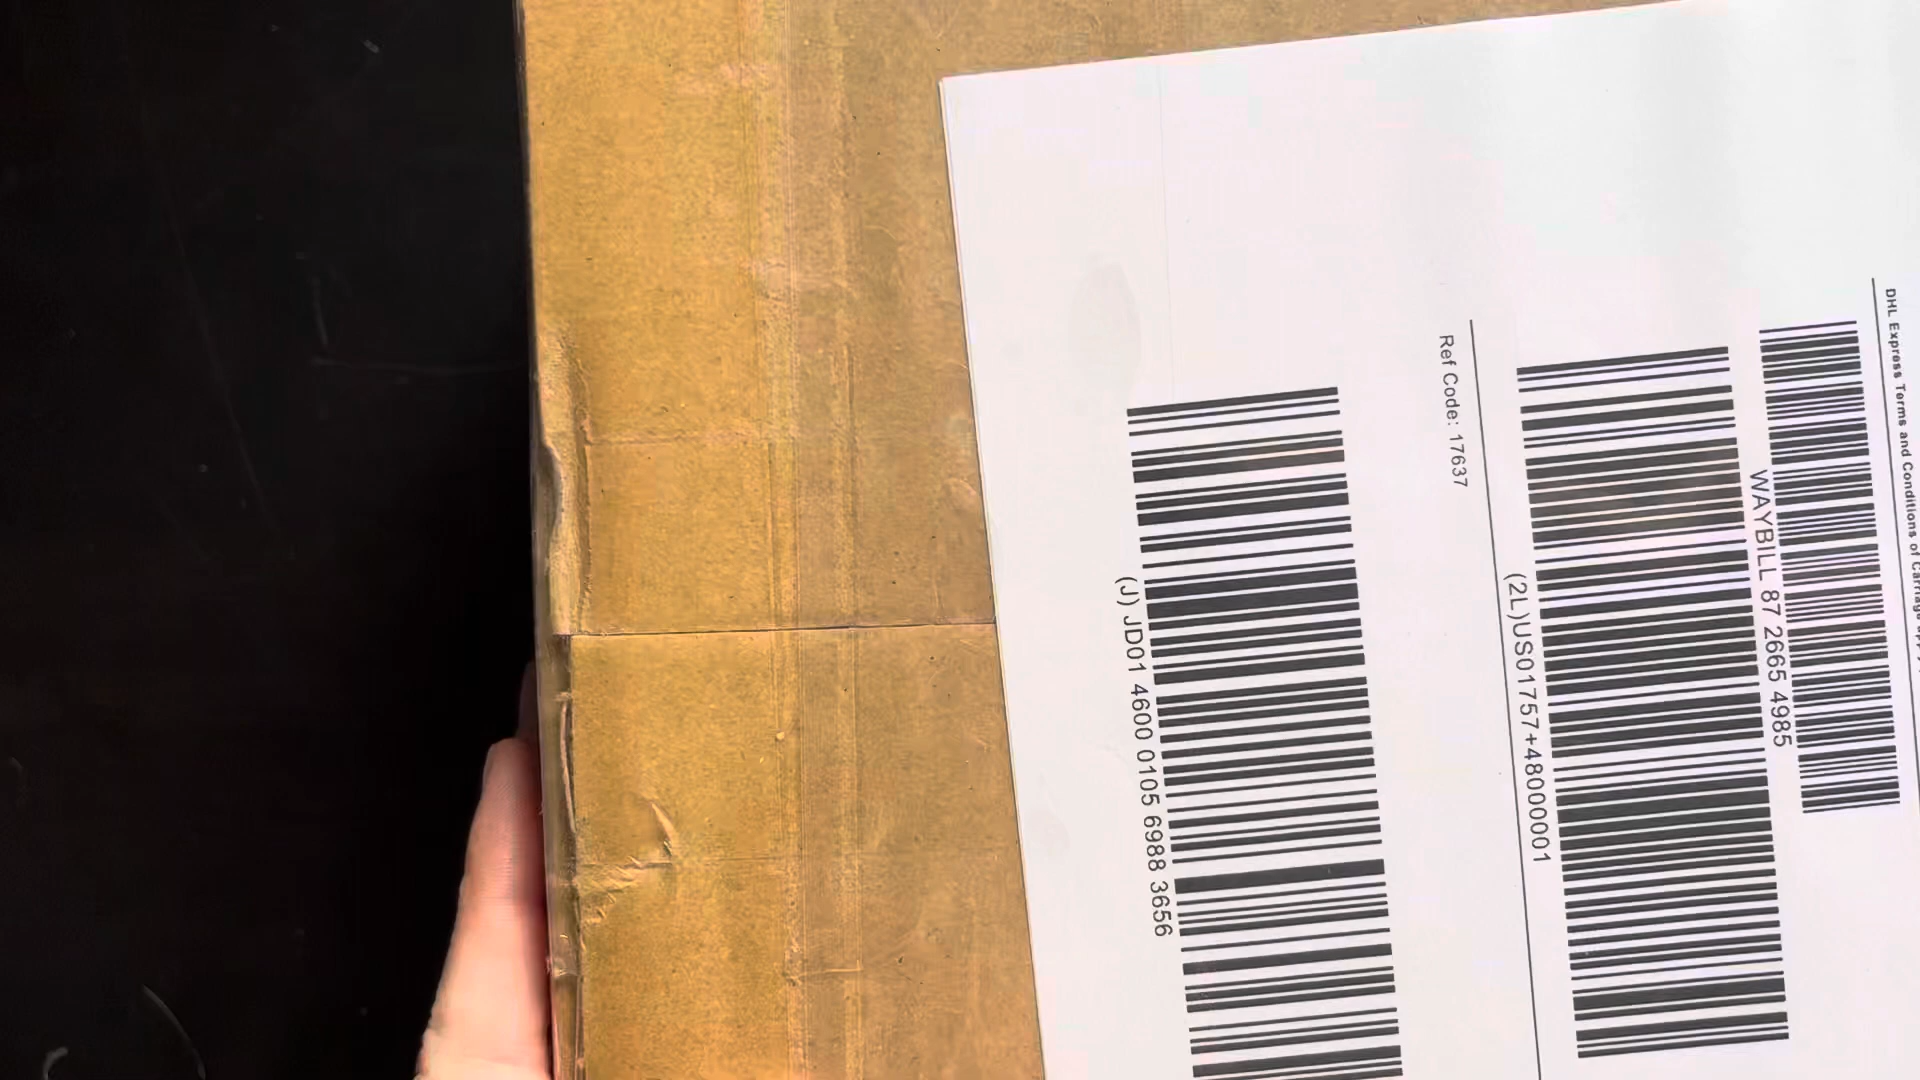 DHL Express Terms and Conditions of
WAYBILL 87 2665 4985
(2L)US01757+48000001
Ref Code: 17637
(J) JD01 4600 0105 6988 3656